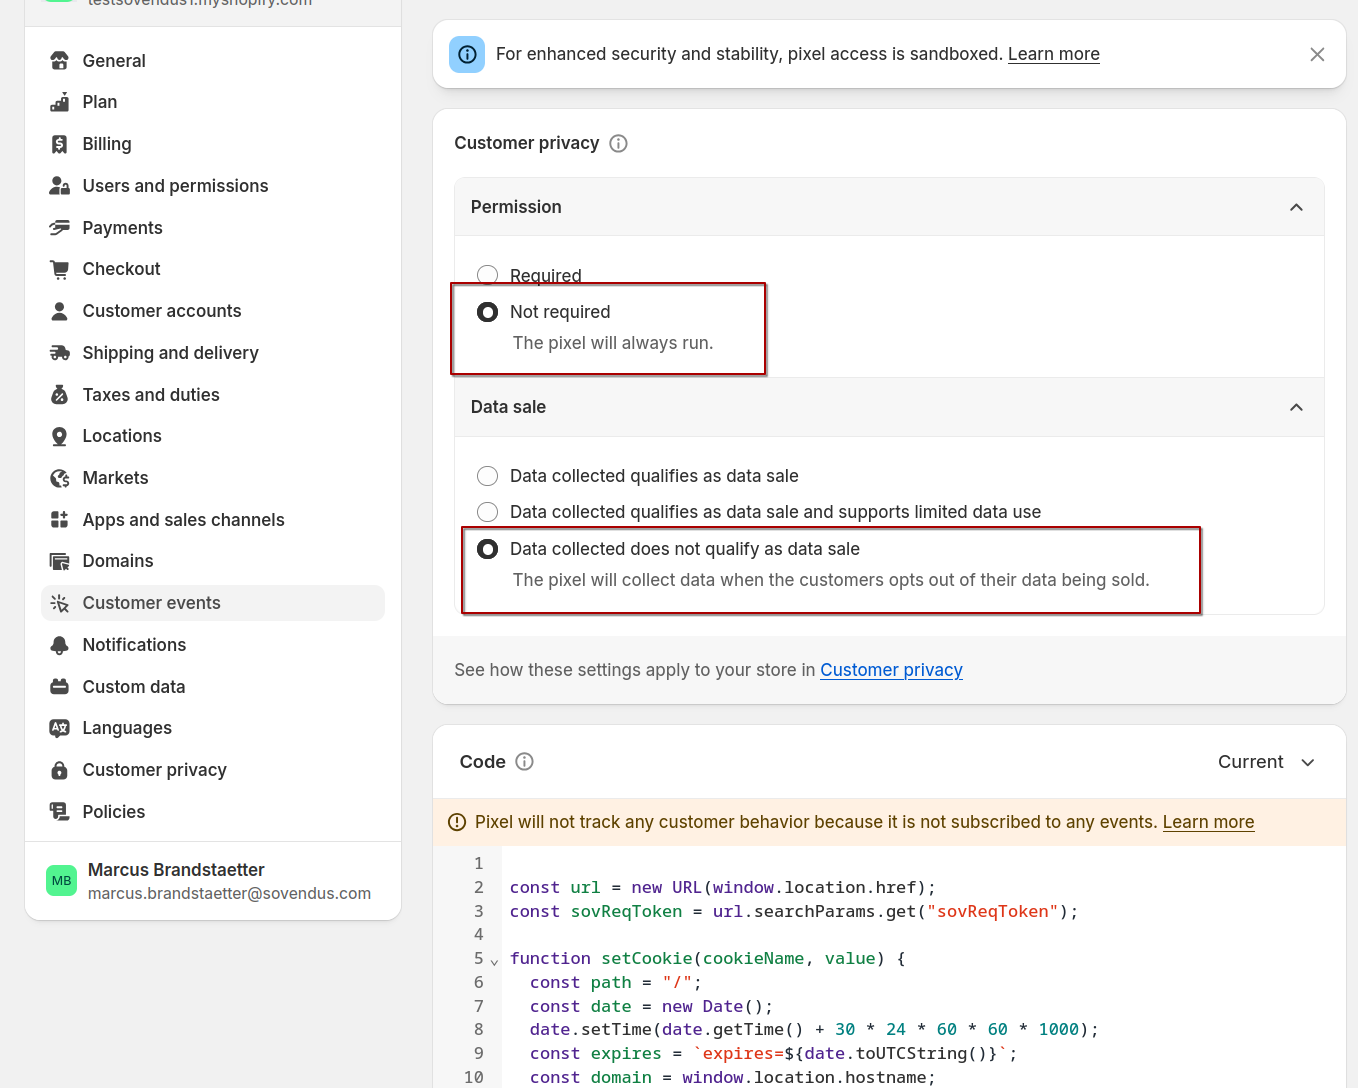 testsovendus1.myshopify.com
General
Plan
Billing
Users and permissions
Payments
Checkout
Customer accounts
Shipping and delivery
Taxes and duties
Locations
Markets
Apps and sales channels
Domains
Customer events
Notifications
Custom data
Languages
Customer privacy
Policies
MB
Marcus Brandstaetter
marcus.brandstaetter@sovendus.com
For enhanced security and stability, pixel access is sandboxed. Learn more
Customer privacy
Permission
Required
Not required
The pixel will always run.
Data sale
Data collected qualifies as data sale
Data collected qualifies as data sale and supports limited data use
Data collected does not qualify as data sale
The pixel will collect data when the customers opts out of their data being sold.
See how these settings apply to your store in Customer privacy
Code
Current
Pixel will not track any customer behavior because it is not subscribed to any events. Learn more
1
2 const url = new URL(window.location.href);
3 const sovReqToken = url.searchParams.get("sovReqToken");
4
5 function setCookie(cookieName, value) {
6 const path = "/";
7 const date = new Date();
8 date.setTime(date.getTime() + 30 * 24 * 60 * 60 * 1000);
9 const expires = `expires=${date.toUTCString()}`;
10 const domain = window.location.hostname;